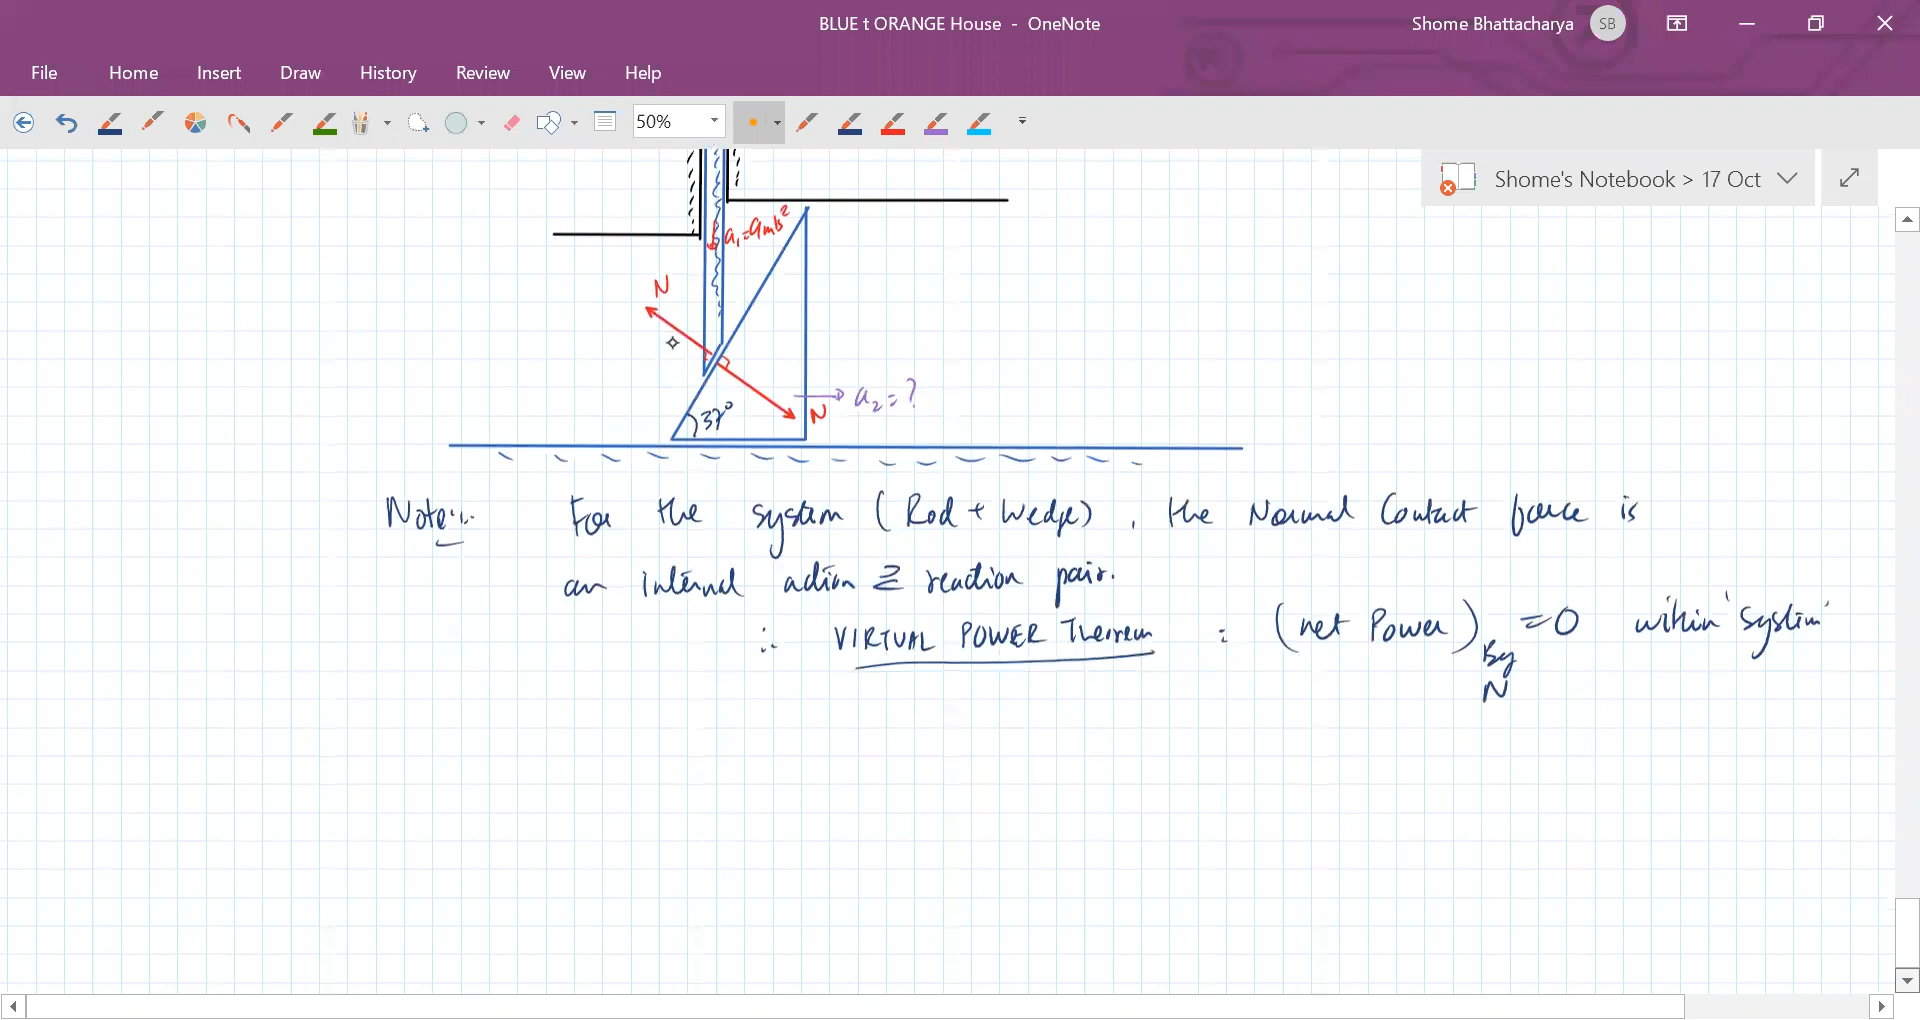 BLUE t ORANGE House - OneNote
Shome Bhattacharya SB
File Home Insert Draw History Review View Help
50%
Shome's Notebook > 17 Oct
a₁=9m/s²
N
a₂=?
N
37°
Note:-    For the system (Rod + Wedge), the Normal Contact force is
an internal action & reaction pair.
∴ VIRTUAL POWER Theorem : (net Power) By N =0 within 'system'